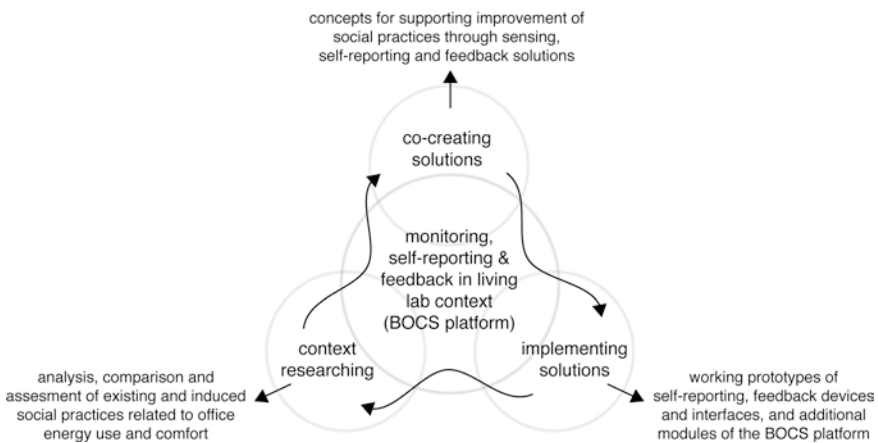 concepts for supporting improvement of
social practices through sensing,
self-reporting and feedback solutions
co-creating
solutions
monitoring,
self-reporting &
feedback in living
lab context
(BOCS platform)
context
researching
implementing
solutions
analysis, comparison and
assesment of existing and induced
social practices related to office
energy use and comfort
working prototypes of
self-reporting, feedback devices
and interfaces, and additional
modules of the BOCS platform